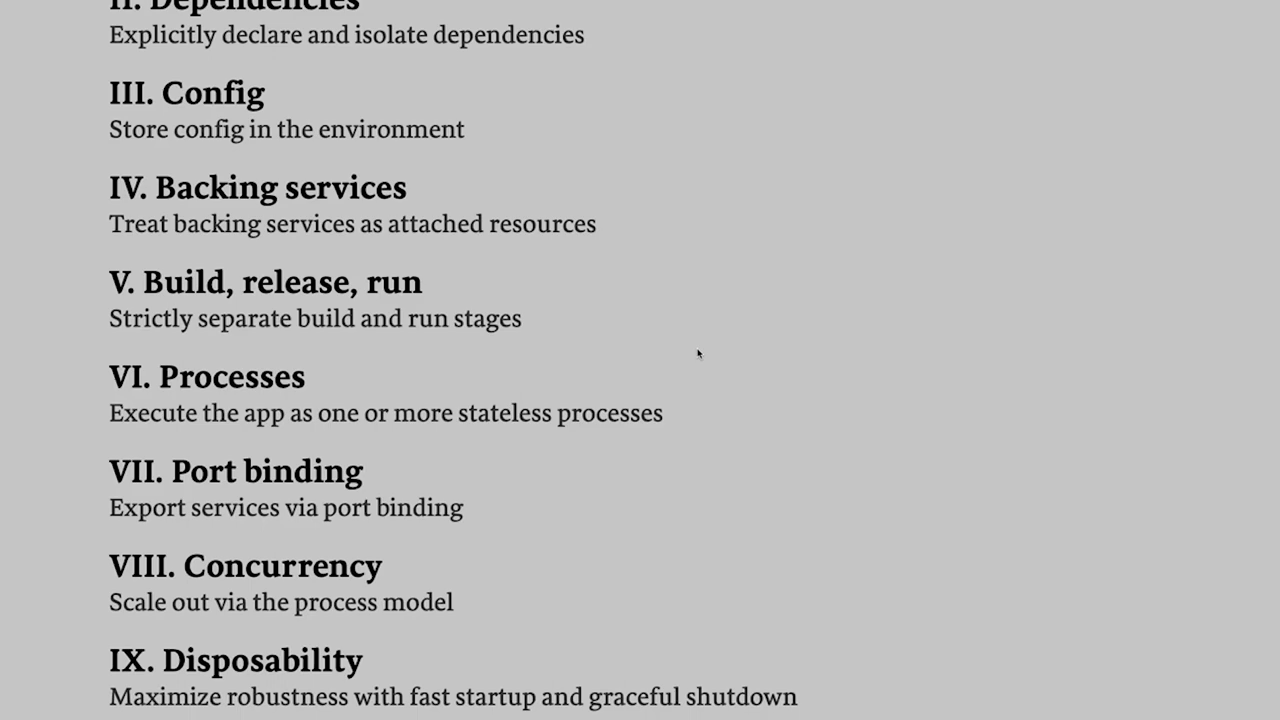 II. Dependencies
Explicitly declare and isolate dependencies
III. Config
Store config in the environment
IV. Backing services
Treat backing services as attached resources
V. Build, release, run
Strictly separate build and run stages
VI. Processes
Execute the app as one or more stateless processes
VII. Port binding
Export services via port binding
VIII. Concurrency
Scale out via the process model
IX. Disposability
Maximize robustness with fast startup and graceful shutdown